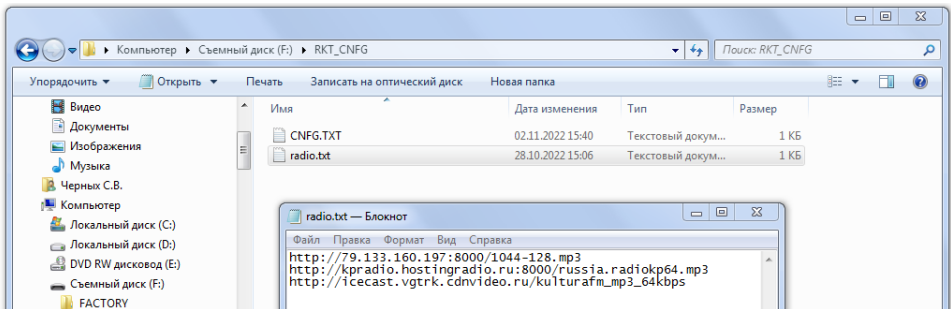 Компьютер ▸ Съемный диск (F:) ▸ RKT_CNFG
Поиск: RKT_CNFG
Упорядочить Открыть Печать Записать на оптический диск Новая папка
Имя Дата изменения Тип Размер
Видео
Документы
Изображения
Музыка
Черных С.В.
Компьютер
Локальный диск (C:)
Локальный диск (D:)
DVD RW дисковод (E:)
Съемный диск (F:)
FACTORY
CNFG.TXT 02.11.2022 15:40 Текстовый докум... 1 КБ
radio.txt 28.10.2022 15:06 Текстовый докум... 1 КБ
radio.txt — Блокнот
Файл Правка Формат Вид Справка
http://79.133.160.197:8000/1044-128.mp3
http://kpradio.hostingradio.ru:8000/russia.radiokp64.mp3
http://icecast.vgtrk.cdnvideo.ru/kulturafm_mp3_64kbps